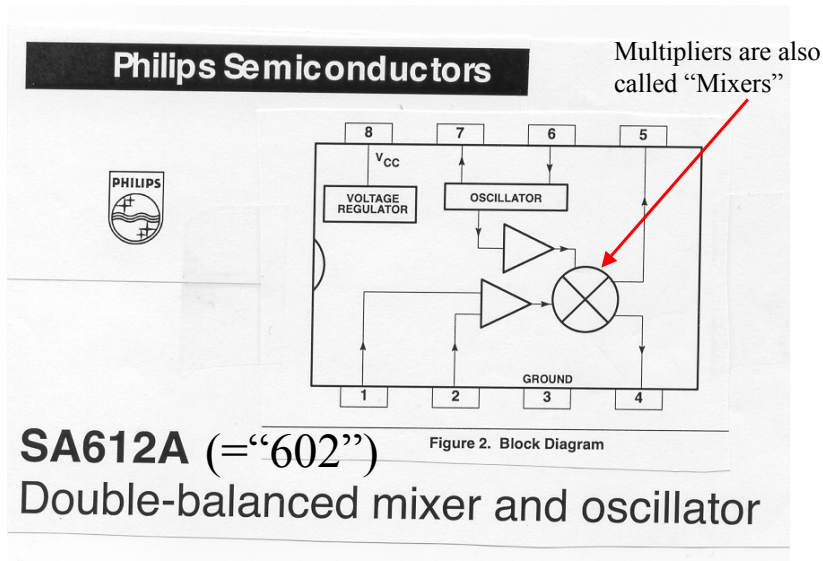 Philips Semiconductors
Multipliers are also
called “Mixers”
PHILIPS
8
7
6
5
VCC
VOLTAGE
REGULATOR
OSCILLATOR
GROUND
1
2
3
4
Figure 2. Block Diagram
SA612A (=“602”)
Double-balanced mixer and oscillator